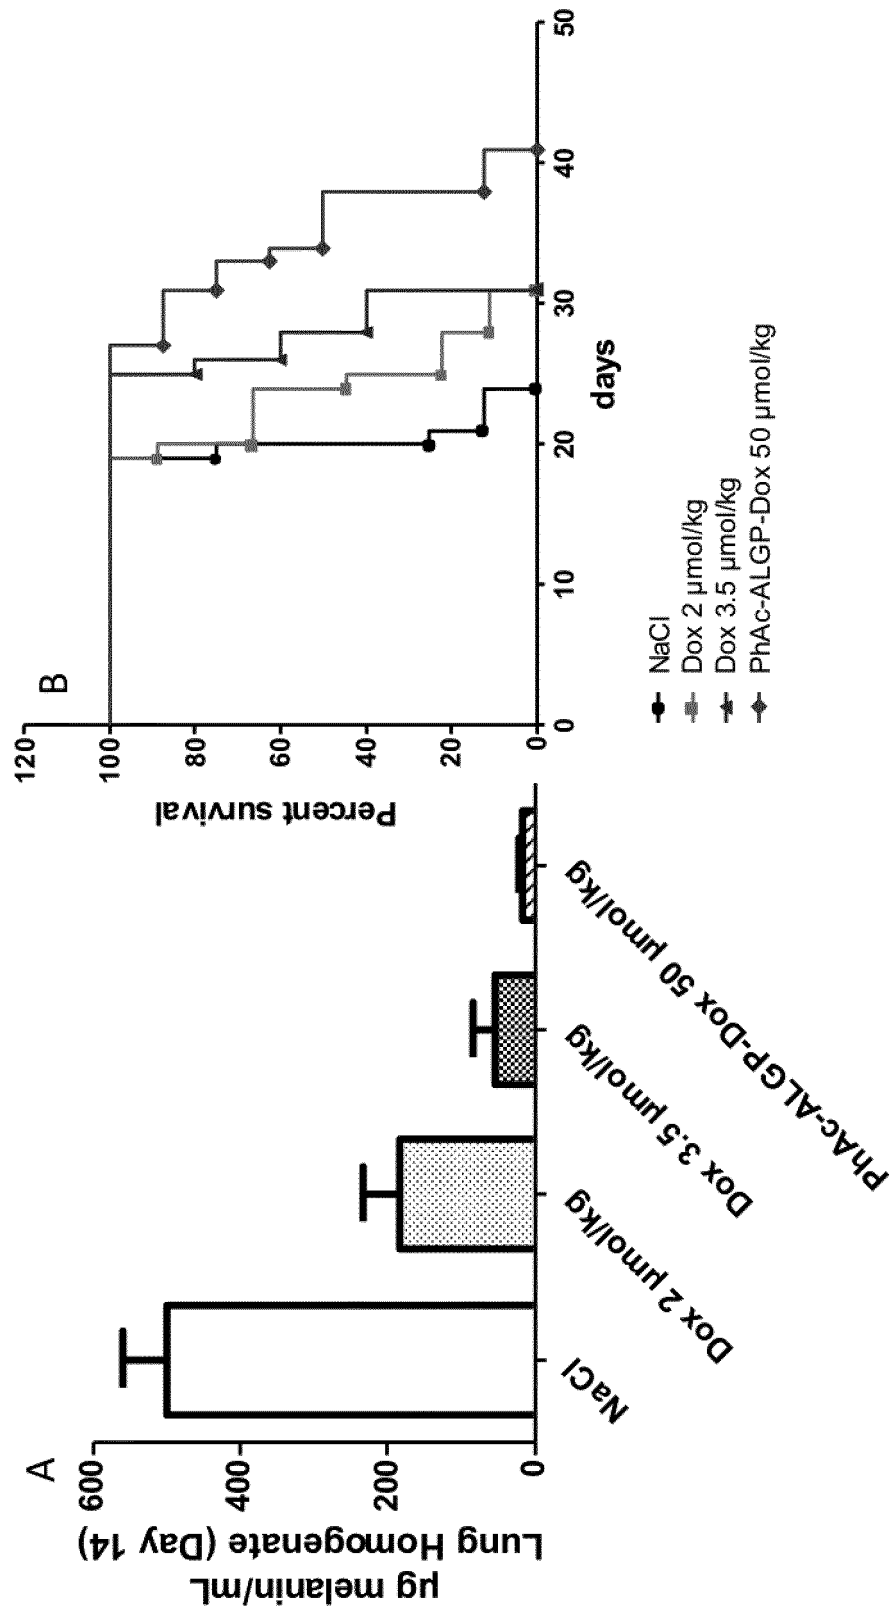 A
µg melanin/mL
Lung Homogenate (Day 14)
600
400
200
0
NaCl
Dox 2 µmol/kg
Dox 3.5 µmol/kg
PhAc-ALGP-Dox 50 µmol/kg
B
Percent survival
120
100
80
60
40
20
0
0 10 20 30 40 50
days
NaCl
Dox 2 µmol/kg
Dox 3.5 µmol/kg
PhAc-ALGP-Dox 50 µmol/kg